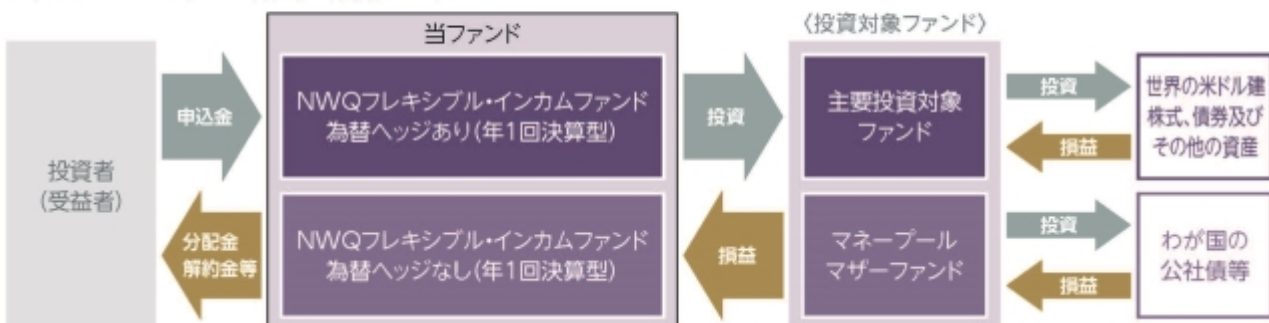 当ファンド
〈投資対象ファンド〉
投資者
(受益者)
申込金
分配金
解約金等
NWQフレキシブル・インカムファンド
為替ヘッジあり(年1回決算型)
NWQフレキシブル・インカムファンド
為替ヘッジなし(年1回決算型)
投資
損益
主要投資対象
ファンド
マネープール
マザーファンド
投資
損益
投資
損益
世界の米ドル建
株式、債券及び
その他の資産
わが国の
公社債等